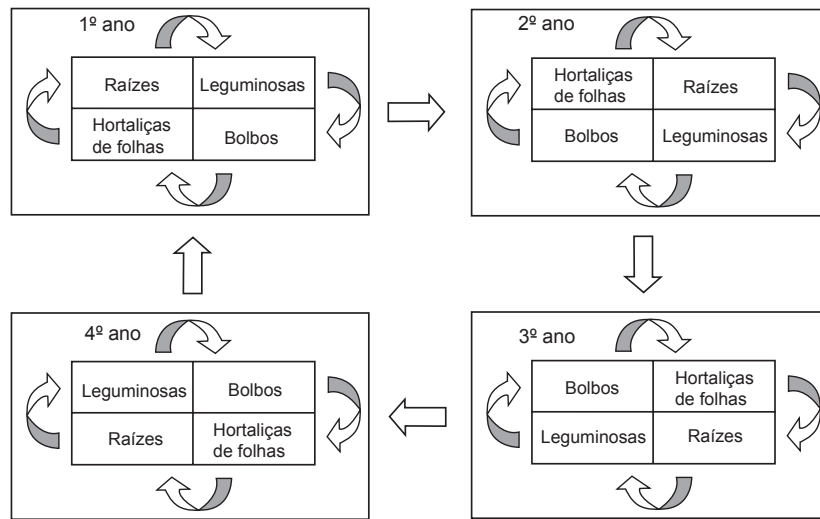 1º ano
Raízes
Leguminosas
Hortaliças
de folhas
Bolbos
2º ano
Hortaliças
de folhas
Raízes
Bolbos
Leguminosas
4º ano
Leguminosas
Bolbos
Raízes
Hortaliças
de folhas
3º ano
Bolbos
Hortaliças
de folhas
Leguminosas
Raízes